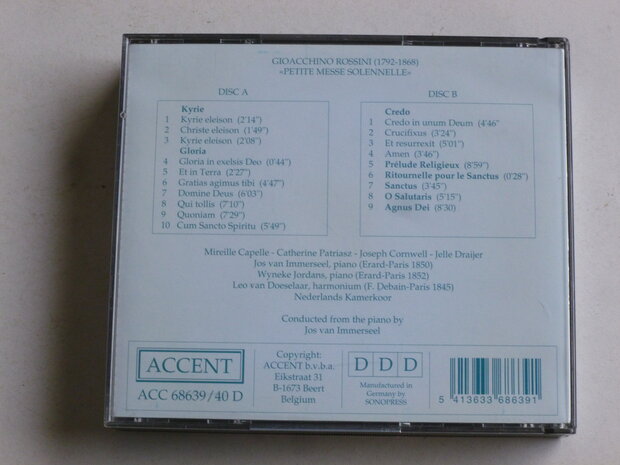 GIOACCHINO ROSSINI (1792-1868)
«PETITE MESSE SOLENNELLE»
DISC A
Kyrie
1 Kyrie eleison (2'14")
2 Christe eleison (1'49")
3 Kyrie eleison (2'08")
Gloria
4 Gloria in exelsis Deo (0'44")
5 Et in Terra (2'27")
6 Gratias agimus tibi (4'47")
7 Domine Deus (6'03")
8 Qui tollis (7'10")
9 Quoniam (7'29")
10 Cum Sancto Spiritu (5'49")
DISC B
Credo
1 Credo in unum Deum (4'46"
2 Crucifixus (3'24")
3 Et resurrexit (5'01")
4 Amen (3'46")
5 Prélude Religieux (8'59")
6 Ritournelle pour le Sanctus (0'28")
7 Sanctus (3'45")
8 O Salutaris (5'15")
9 Agnus Dei (8'30)
Mireille Capelle - Catherine Patriasz - Joseph Cornwell - Jelle Draijer
Jos van Immerseel, piano (Erard-Paris 1850)
Wyneke Jordans, piano (Erard-Paris 1852)
Leo van Doeselaar, harmonium (F. Debain-Paris 1845)
Nederlands Kamerkoor
Conducted from the piano by
Jos van Immerseel
ACCENT
ACC 68639/40 D
Copyright:
ACCENT b.v.b.a.
Eikstraat 31
B-1673 Beert
Belgium
D D D
Manufactured in
Germany by
SONOPRESS
5 413633 686391